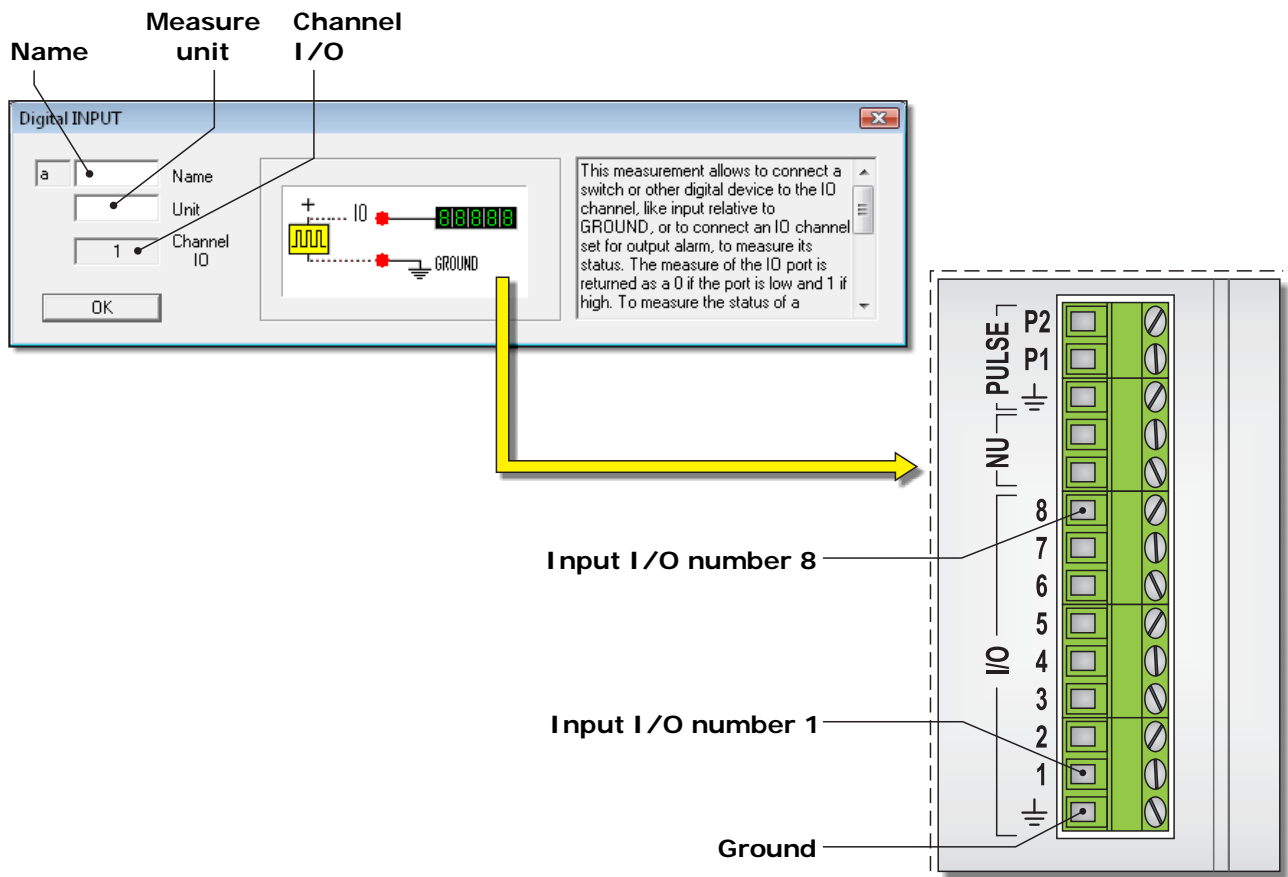 Name
Measure
unit
Channel
I/O
Digital INPUT
a
Name
Unit
1
Channel
IO
OK
+
IO
88888
GROUND
This measurement allows to connect a
switch or other digital device to the IO
channel, like input relative to
GROUND, or to connect an IO channel
set for output alarm, to measure its
status. The measure of the IO port is
returned as a 0 if the port is low and 1 if
high. To measure the status of a
PULSE
P2
P1
NU
I/O
8
7
6
5
4
3
2
1
Input I/O number 8
Input I/O number 1
Ground